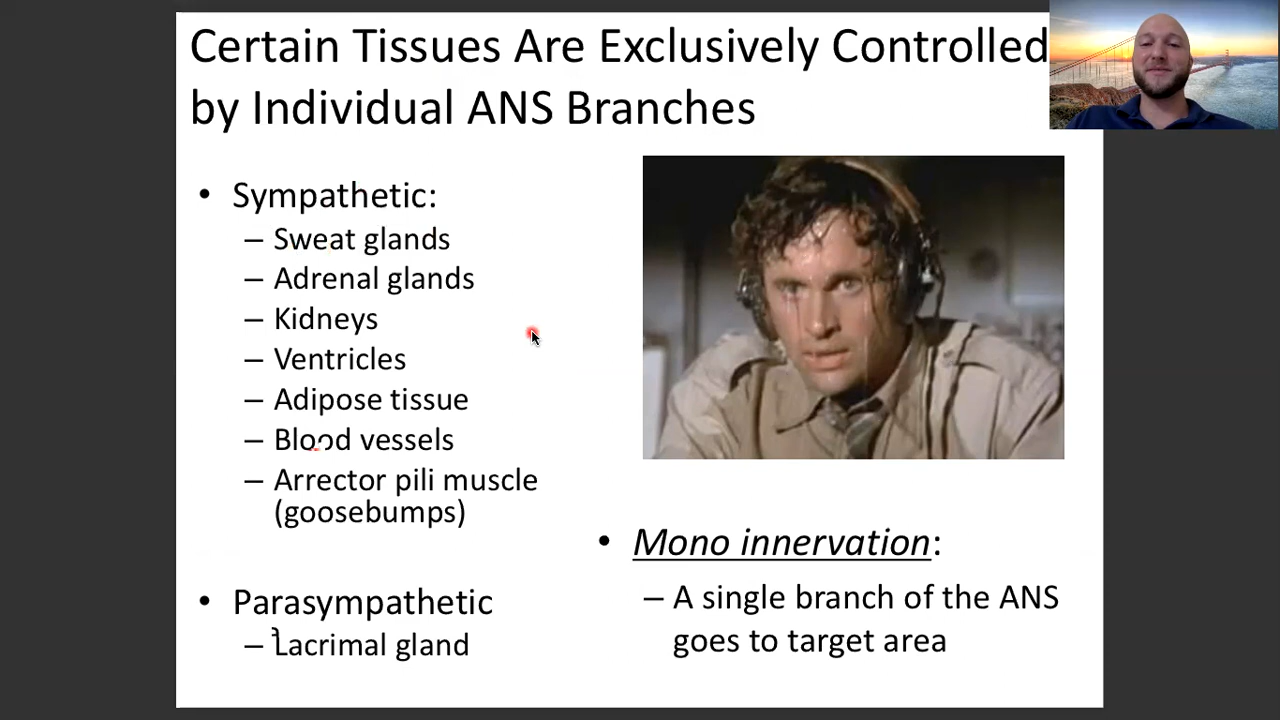 Certain Tissues Are Exclusively Controlled
by Individual ANS Branches
• Sympathetic:
– Sweat glands
– Adrenal glands
– Kidneys
– Ventricles
– Adipose tissue
– Blood vessels
– Arrector pili muscle
(goosebumps)
• Parasympathetic
– Lacrimal gland
• Mono innervation:
– A single branch of the ANS
goes to target area